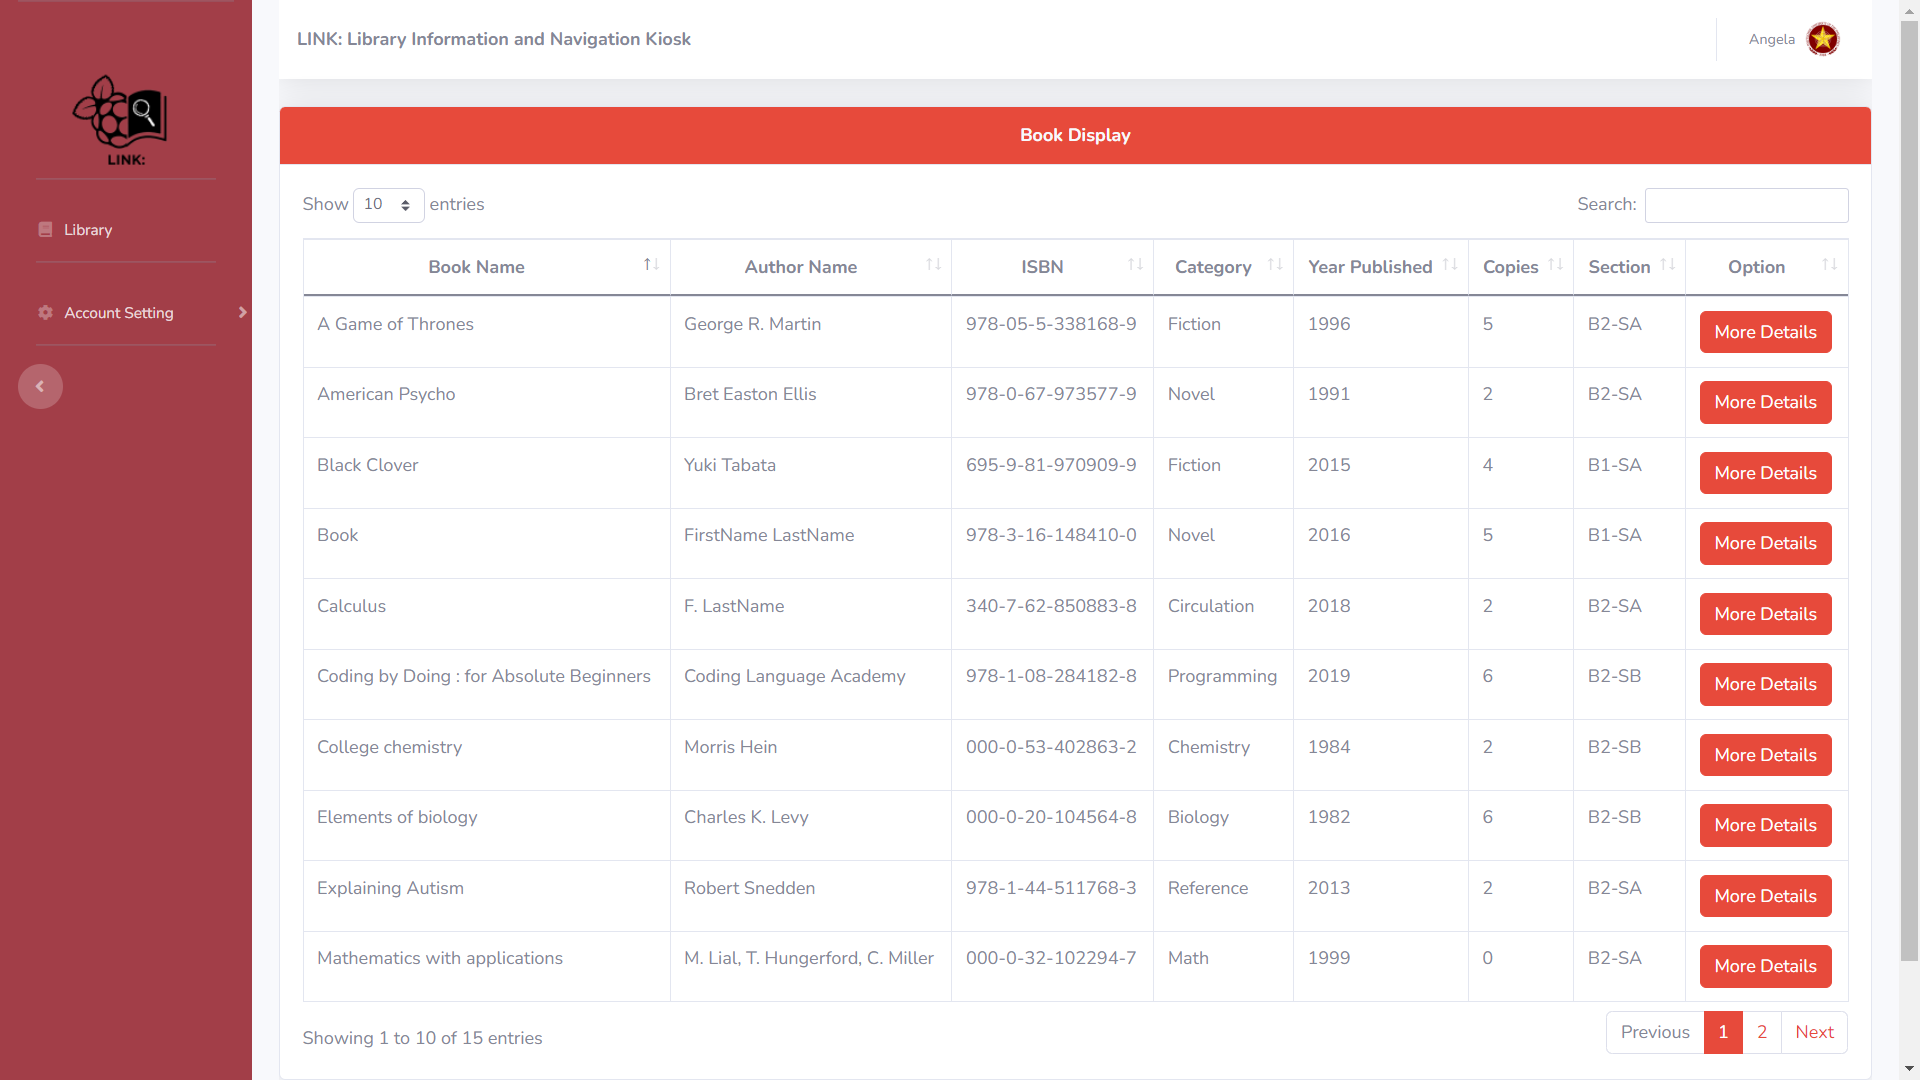 LINK: Library Information and Navigation Kiosk
Angela
LINK:
Library
Account Setting
Book Display
Show 10 entries
Search:
Book Name Author Name ISBN Category Year Published Copies Section Option
A Game of Thrones George R. Martin 978-05-5-338168-9 Fiction 1996 5 B2-SA More Details
American Psycho Bret Easton Ellis 978-0-67-973577-9 Novel 1991 2 B2-SA More Details
Black Clover Yuki Tabata 695-9-81-970909-9 Fiction 2015 4 B1-SA More Details
Book FirstName LastName 978-3-16-148410-0 Novel 2016 5 B1-SA More Details
Calculus F. LastName 340-7-62-850883-8 Circulation 2018 2 B2-SA More Details
Coding by Doing : for Absolute Beginners Coding Language Academy 978-1-08-284182-8 Programming 2019 6 B2-SB More Details
College chemistry Morris Hein 000-0-53-402863-2 Chemistry 1984 2 B2-SB More Details
Elements of biology Charles K. Levy 000-0-20-104564-8 Biology 1982 6 B2-SB More Details
Explaining Autism Robert Snedden 978-1-44-511768-3 Reference 2013 2 B2-SA More Details
Mathematics with applications M. Lial, T. Hungerford, C. Miller 000-0-32-102294-7 Math 1999 0 B2-SA More Details
Showing 1 to 10 of 15 entries
Previous 1 2 Next